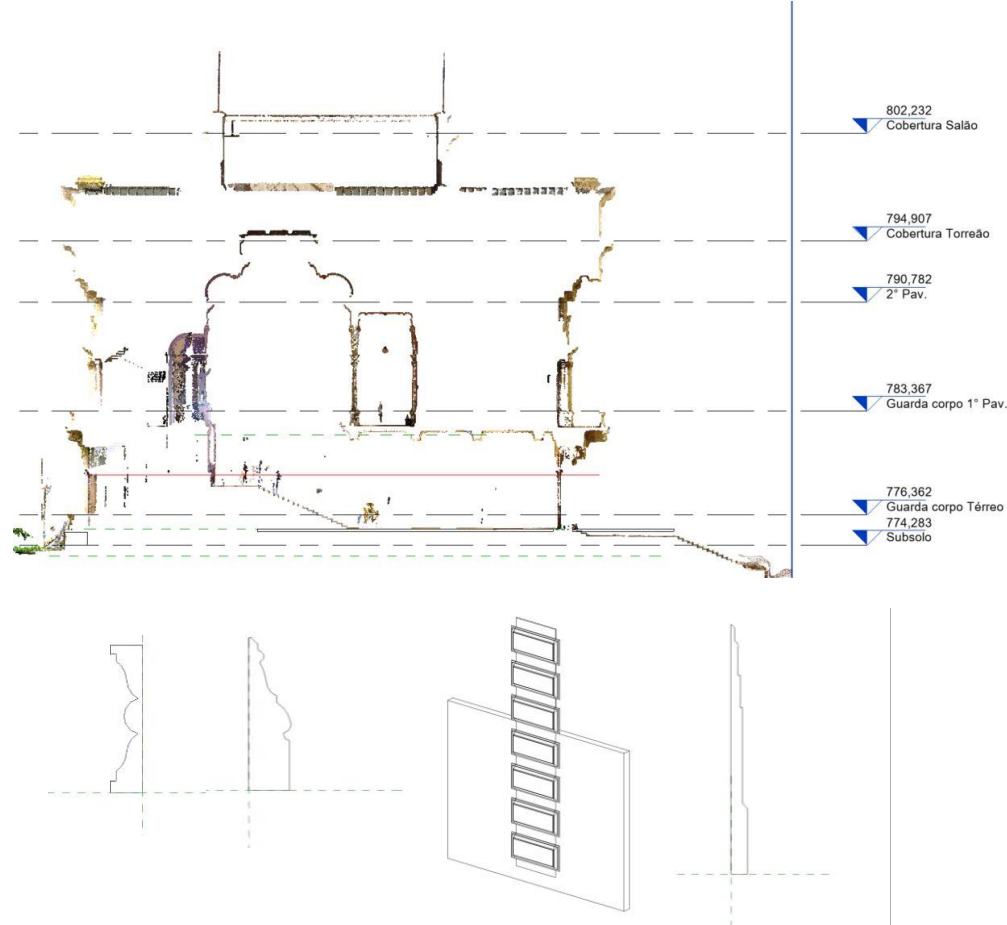 802,232
Cobertura Salão
794,907
Cobertura Torreão
790,782
2° Pav.
783,367
Guarda corpo 1° Pav.
776,362
Guarda corpo Térreo
774,283
Subsolo